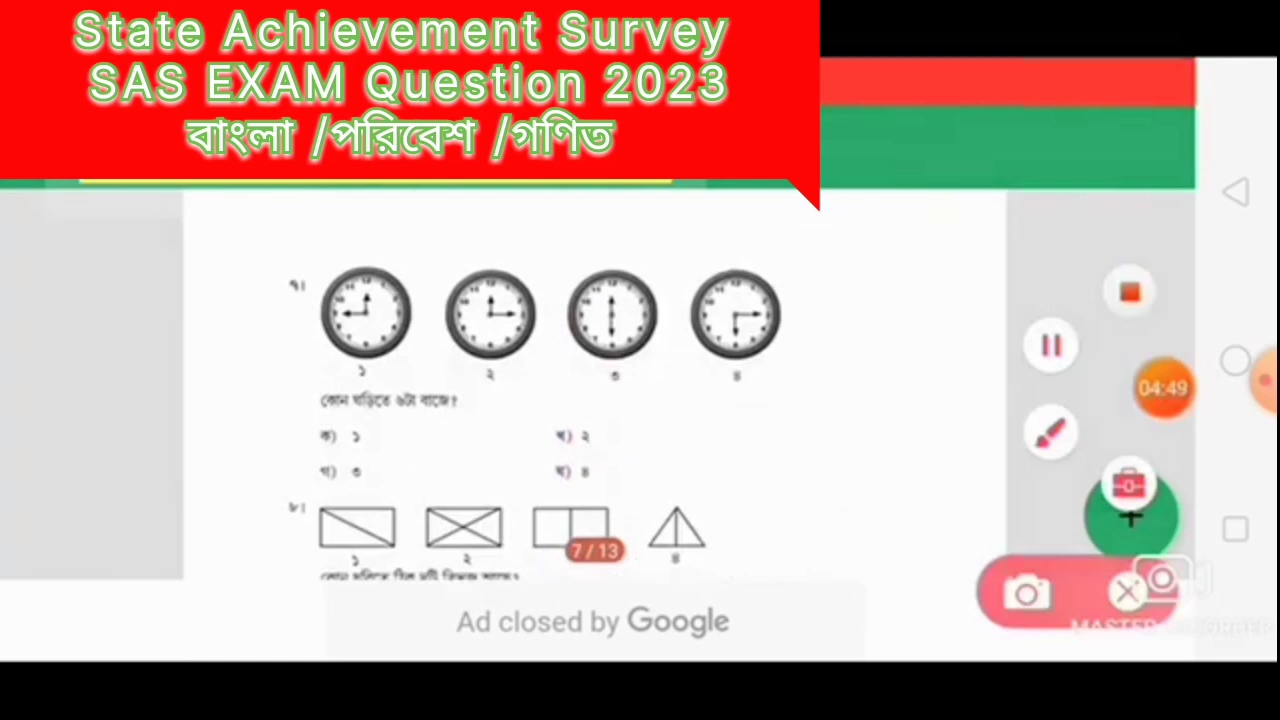 State Achievement Survey
SAS EXAM Question 2023
বাংলা /পরিবেশ /গণিত
৭।
১
২
৩
৪
কোন ঘড়িতে ৬টা বাজে?
ক) ১
খ) ২
গ) ৩
ঘ) ৪
৮।
১
২
৪
7 / 13
04:49
Ad closed by Google